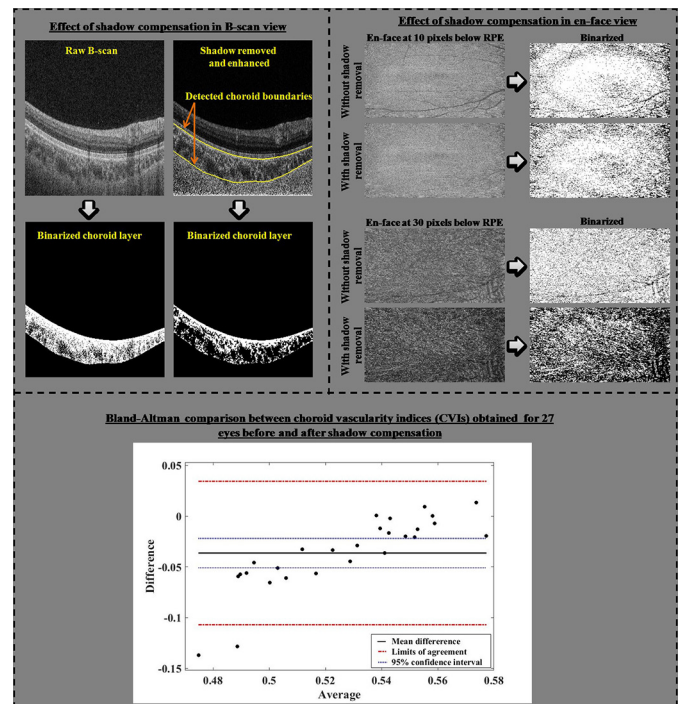 Effect of shadow compensation in B-scan view
Raw B-scan
Shadow removed
and enhanced
Detected choroid boundaries
Binarized choroid layer
Binarized choroid layer
Effect of shadow compensation in en-face view
En-face at 10 pixels below RPE
Binarized
Without shadow
removal
With shadow
removal
En-face at 30 pixels below RPE
Binarized
Without shadow
removal
With shadow
removal
Bland-Altman comparison between choroid vascularity indices (CVIs) obtained for 27
eyes before and after shadow compensation
0.05
0
-0.05
-0.1
-0.15
Difference
0.48
0.5
0.52
0.54
0.56
0.58
Average
Mean differerence
Limits of agreement
95% confidence interval